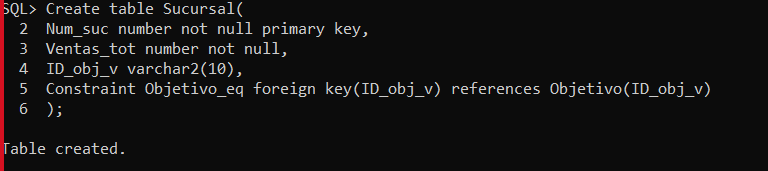 SQL> Create table Sucursal(
2 Num_suc number not null primary key,
3 Ventas_tot number not null,
4 ID_obj_v varchar2(10),
5 Constraint Objetivo_eq foreign key(ID_obj_v) references Objetivo(ID_obj_v)
6 );
Table created.